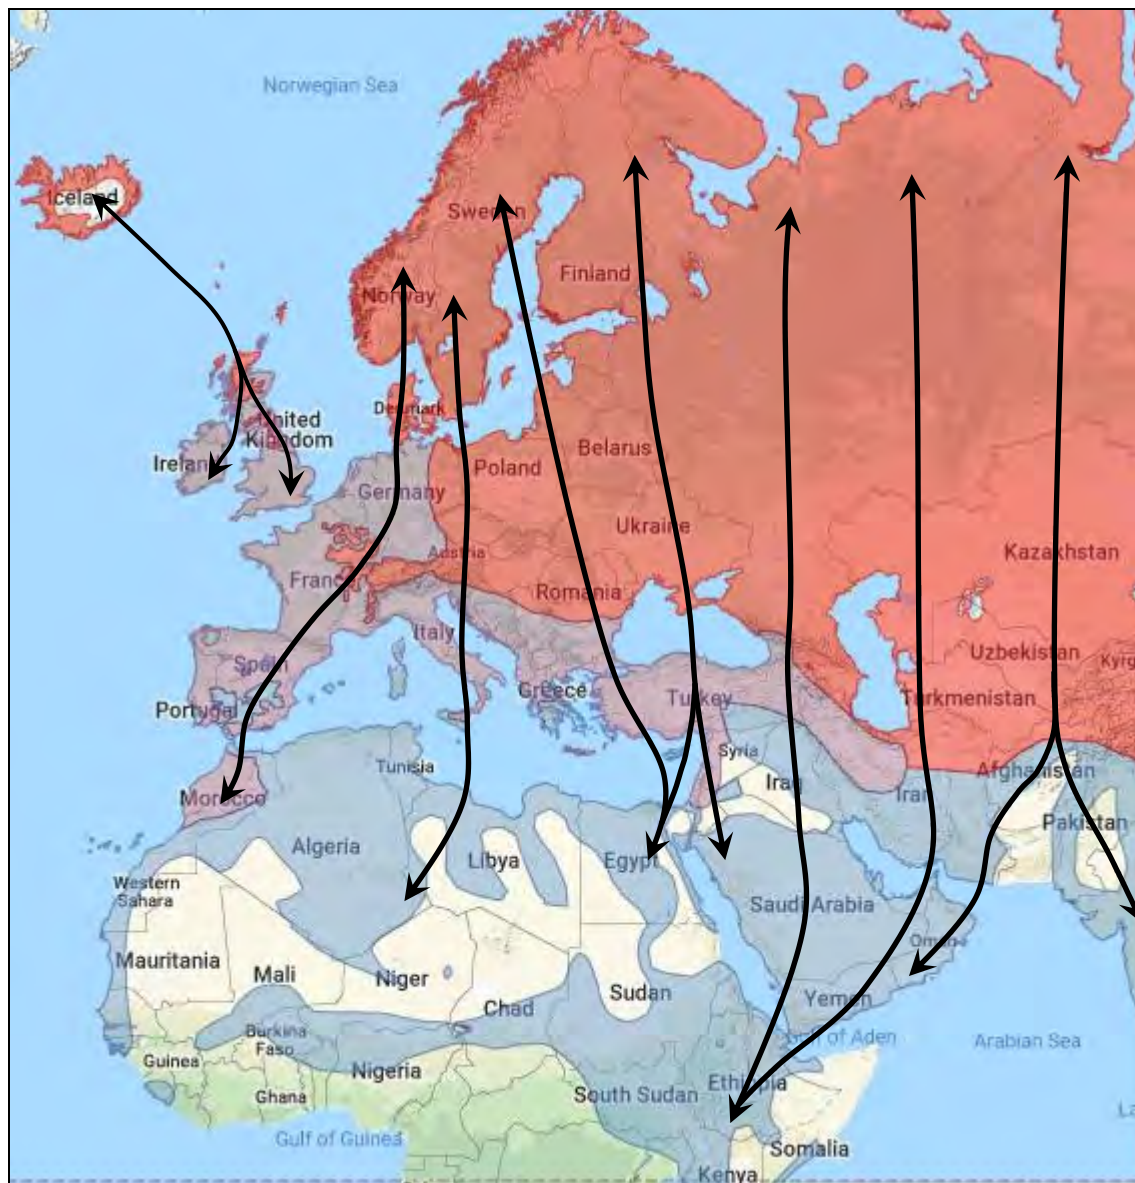 Norwegian Sea
Iceland
Sweden
Finland
Norway
Denmark
United
Kingdom
Ireland
Belarus
Poland
Germany
Ukraine
Kazakhstan
Austria
France
Romania
Italy
Uzbekistan
Kyrg
Spain
Greece
Turkey
Turkmenistan
Portugal
Syria
Tunisia
Afghanistan
Iraq
Iran
Morocco
Pakistan
Algeria
Libya
Egypt
Western
Sahara
Saudi Arabia
Oman
Mauritania
Mali
Niger
Sudan
Yemen
Chad
Burkina
Faso
Gulf of Aden
Arabian Sea
Guinea
Nigeria
Ethiopia
Ghana
South Sudan
La
Gulf of Guinea
Somalia
Kenya